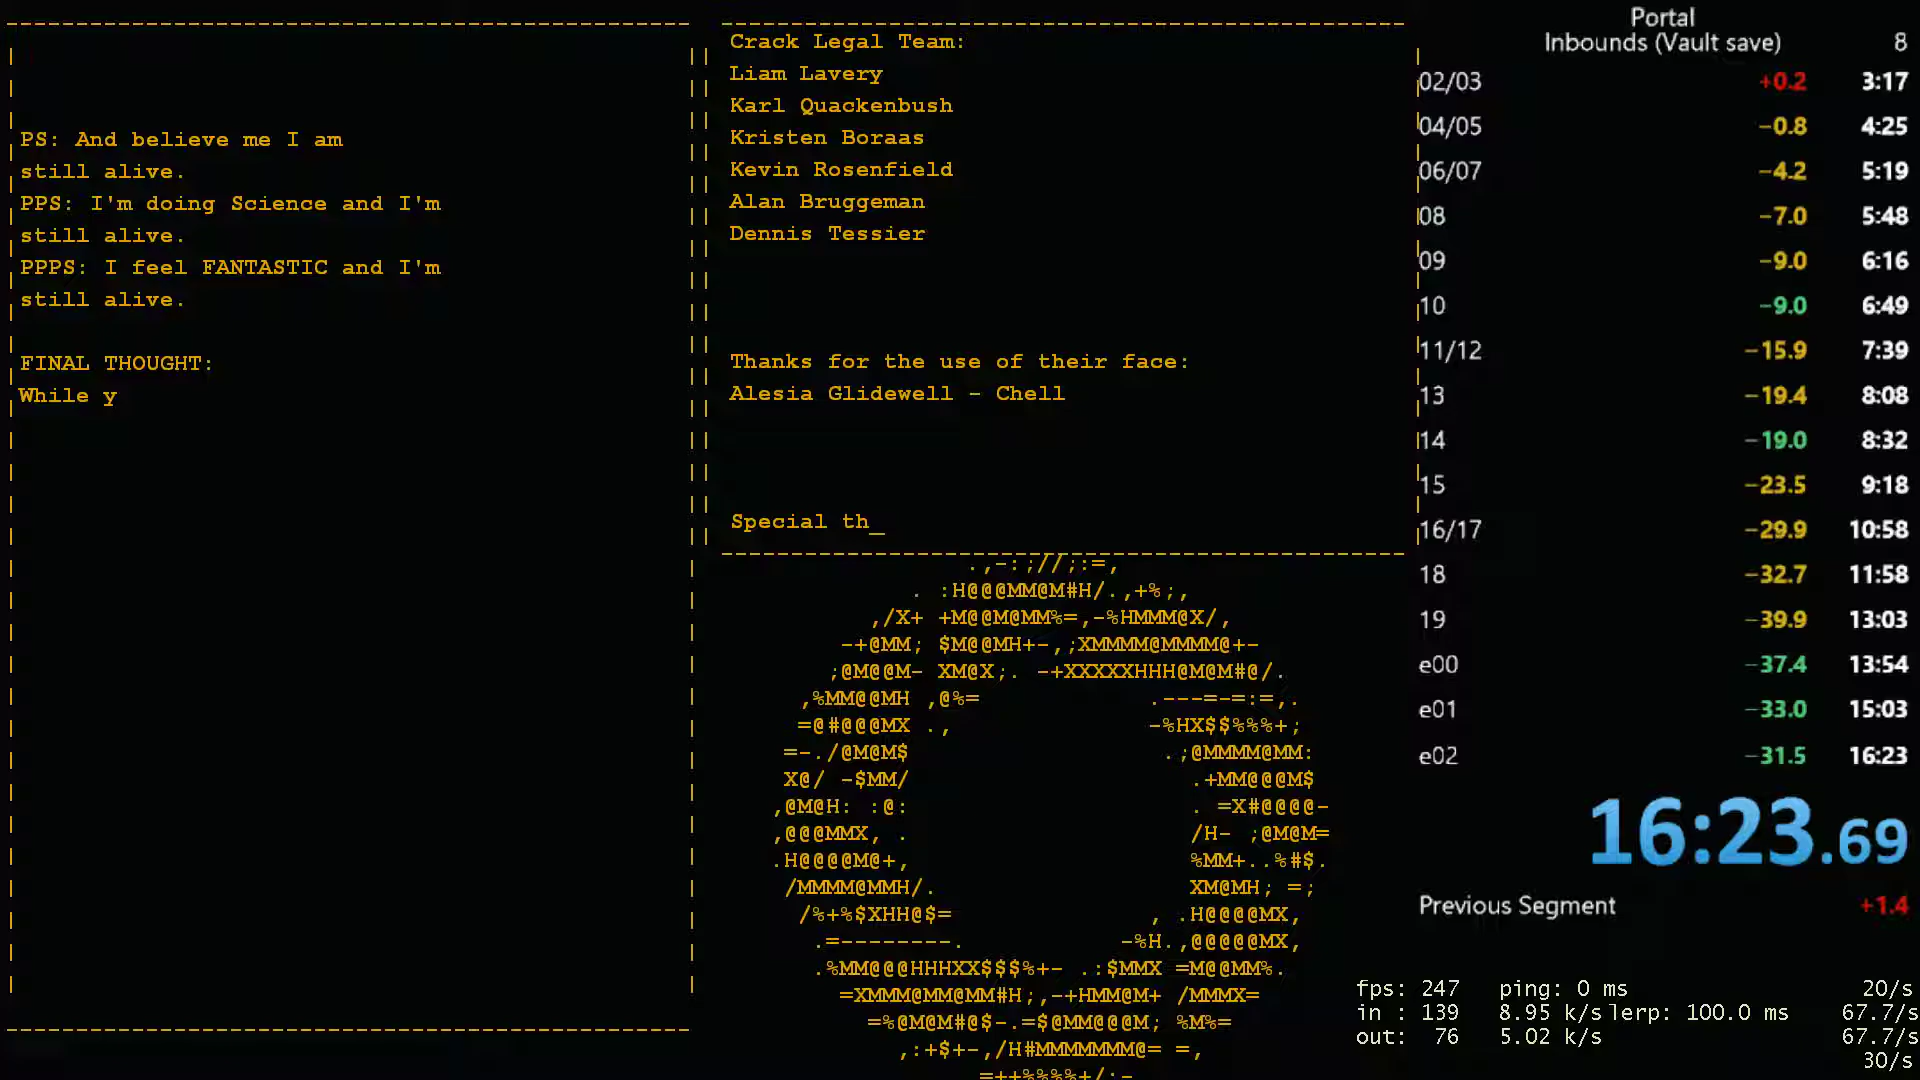 PS: And believe me I am
still alive.
PPS: I'm doing Science and I'm
still alive.
PPPS: I feel FANTASTIC and I'm
still alive.
FINAL THOUGHT:
While y
Crack Legal Team:
Liam Lavery
Karl Quackenbush
Kristen Boraas
Kevin Rosenfield
Alan Bruggeman
Dennis Tessier
Thanks for the use of their face:
Alesia Glidewell - Chell
Special th_
Portal
Inbounds (Vault save) 8
02/03 +0.2 3:17
04/05 −0.8 4:25
06/07 −4.2 5:19
08 −7.0 5:48
09 −9.0 6:16
10 −9.0 6:49
11/12 −15.9 7:39
13 −19.4 8:08
14 −19.0 8:32
15 −23.5 9:18
16/17 −29.9 10:58
18 −32.7 11:58
19 −39.9 13:03
e00 −37.4 13:54
e01 −33.0 15:03
e02 −31.5 16:23
16:23.69
Previous Segment +1.4
fps: 247 ping: 0 ms 20/s
in : 139 8.95 k/s lerp: 100.0 ms 67.7/s
out: 76 5.02 k/s 67.7/s
30/s